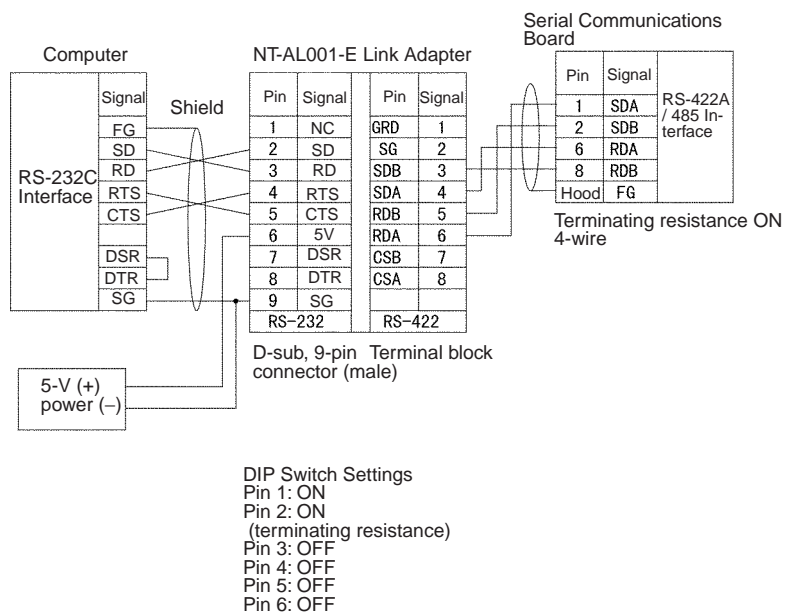 Serial Communications
Board
Computer
NT-AL001-E Link Adapter
Pin Signal
1 SDA
2 SDB
6 RDA
8 RDB
Hood FG
RS-422A
/ 485 In-
terface
Terminating resistance ON
4-wire
Signal
FG
SD
RD
RTS
CTS
DSR
DTR
SG
RS-232C
Interface
Shield
Pin Signal Pin Signal
1 NC GRD 1
2 SD SG 2
3 RD SDB 3
4 RTS SDA 4
5 CTS RDB 5
6 5V RDA 6
7 DSR CSB 7
8 DTR CSA 8
9 SG
RS-232 RS-422
D-sub, 9-pin Terminal block
connector (male)
5-V (+)
power (–)
DIP Switch Settings
Pin 1: ON
Pin 2: ON
(terminating resistance)
Pin 3: OFF
Pin 4: OFF
Pin 5: OFF
Pin 6: OFF